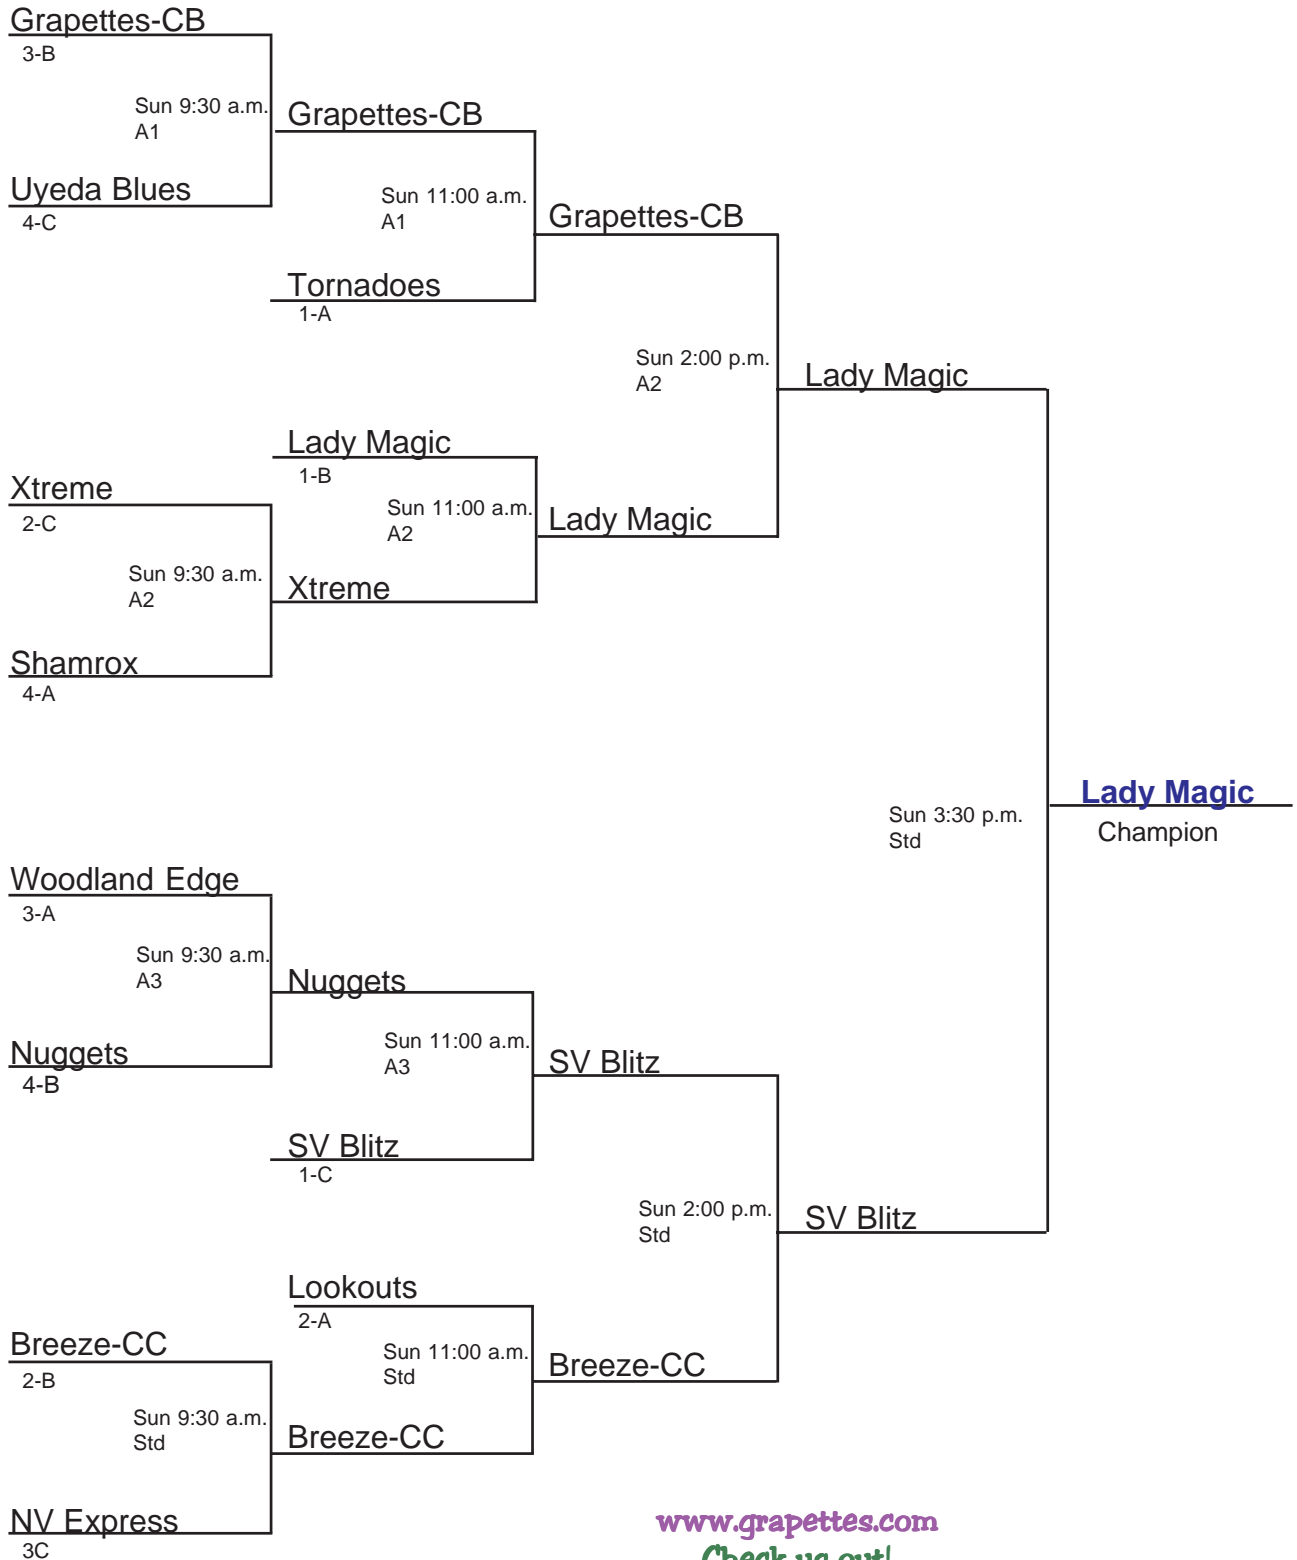 Grapettes-CB
3-B
Sun 9:30 a.m.
A1
Grapettes-CB
Uyeda Blues
4-C
Sun 11:00 a.m.
A1
Grapettes-CB
Tornadoes
1-A
Sun 2:00 p.m.
A2
Lady Magic
Lady Magic
1-B
Xtreme
2-C
Sun 11:00 a.m.
A2
Lady Magic
Sun 9:30 a.m.
A2
Xtreme
Shamrox
4-A
Lady Magic
Champion
Sun 3:30 p.m.
Std
Woodland Edge
3-A
Sun 9:30 a.m.
A3
Nuggets
Nuggets
4-B
Sun 11:00 a.m.
A3
SV Blitz
SV Blitz
1-C
Sun 2:00 p.m.
Std
SV Blitz
Lookouts
2-A
Breeze-CC
2-B
Sun 11:00 a.m.
Std
Breeze-CC
Sun 9:30 a.m.
Std
Breeze-CC
NV Express
3C
www.grapettes.com
Check us out!